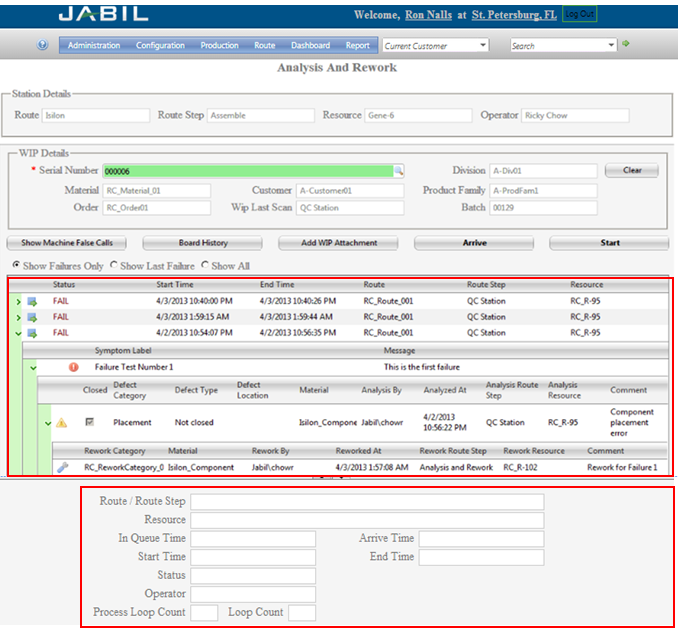 JABIL
Welcome, Ron Nalls at St. Petersburg, FL Log Out
Administration Configuration Production Route Dashboard Report Current Customer Search
Analysis And Rework
Station Details
Route Isilon Route Step Assemble Resource Gene-6 Operator Ricky Chow
WIP Details
* Serial Number 000006 Division A-Div01 Clear
Material RC_Material_01 Customer A-Customer01 Product Family A-ProdFam1
Order RC_Order01 Wip Last Scan QC Station Batch 00129
Show Machine False Calls Board History Add WIP Attachment Arrive Start
Show Failures Only Show Last Failure Show All
Status Start Time End Time Route Route Step Resource
FAIL 4/3/2013 10:40:00 PM 4/3/2013 10:40:26 PM RC_Route_001 QC Station RC_R-95
FAIL 4/3/2013 1:59:15 AM 4/3/2013 1:59:44 AM RC_Route_001 QC Station RC_R-95
FAIL 4/2/2013 10:54:07 PM 4/2/2013 10:56:35 PM RC_Route_001 QC Station RC_R-95
Symptom Label Message
Failure Test Number 1 This is the first failure
Closed Defect Category Defect Type Defect Location Material Analysis By Analyzed At Analysis Route Step Analysis Resource Comment
Placement Not closed Isilon_Compone Jabil\chowr 4/2/2013 10:56:22 PM QC Station RC_R-95 Component placement error
Rework Category Material Rework By Reworked At Rework Route Step Rework Resource Comment
RC_ReworkCategory_0 Isilon_Component Jabil\chowr 4/3/2013 1:57:08 AM Analysis and Rework RC_R-102 Rework for Failure 1
Route / Route Step
Resource
In Queue Time Arrive Time
Start Time End Time
Status
Operator
Process Loop Count Loop Count